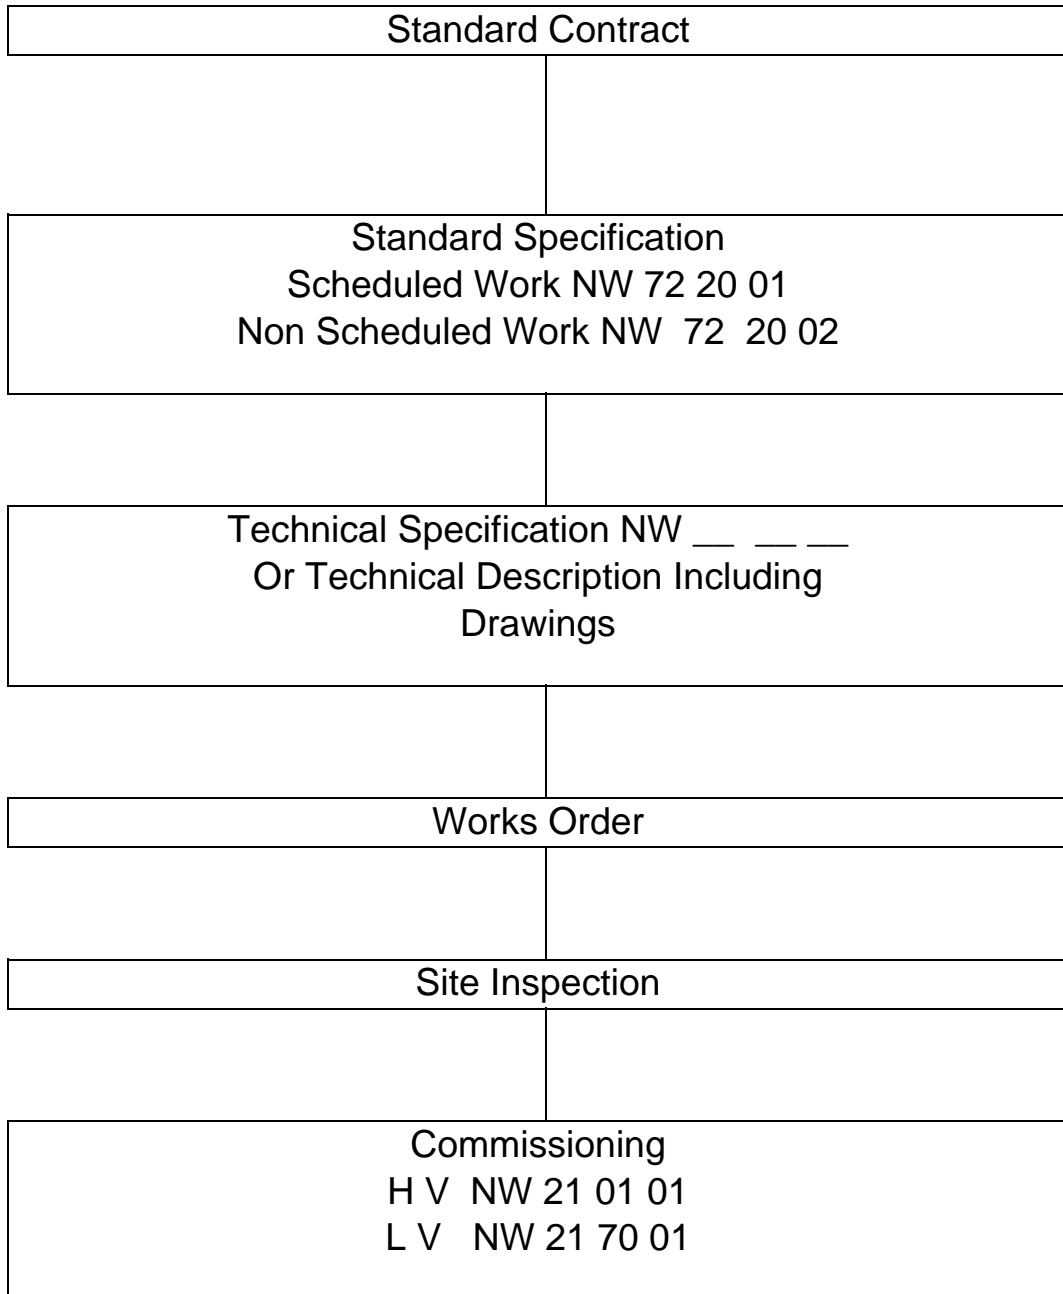 Standard Contract
Standard Specification
Scheduled Work NW 72 20 01
Non Scheduled Work NW  72  20 02
Technical Specification NW __  __ __
Or Technical Description Including
Drawings
Works Order
Site Inspection
Commissioning
H V  NW 21 01 01
L V   NW 21 70 01